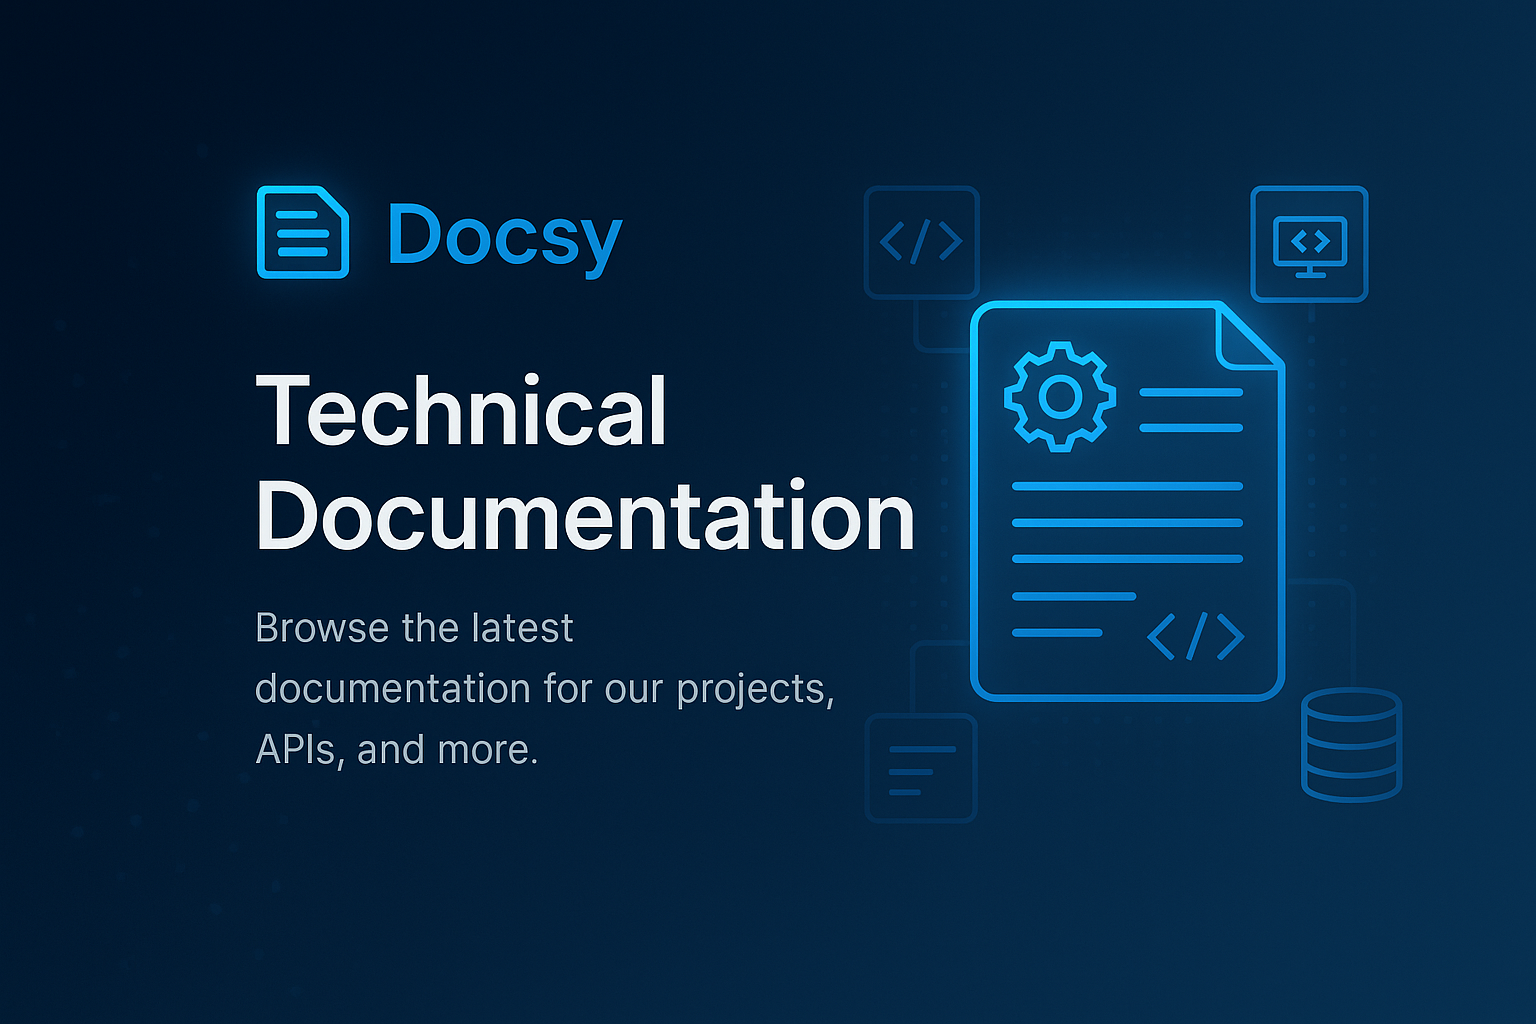 Docsy
Technical
Documentation
Browse the latest
documentation for our projects,
APIs, and more.